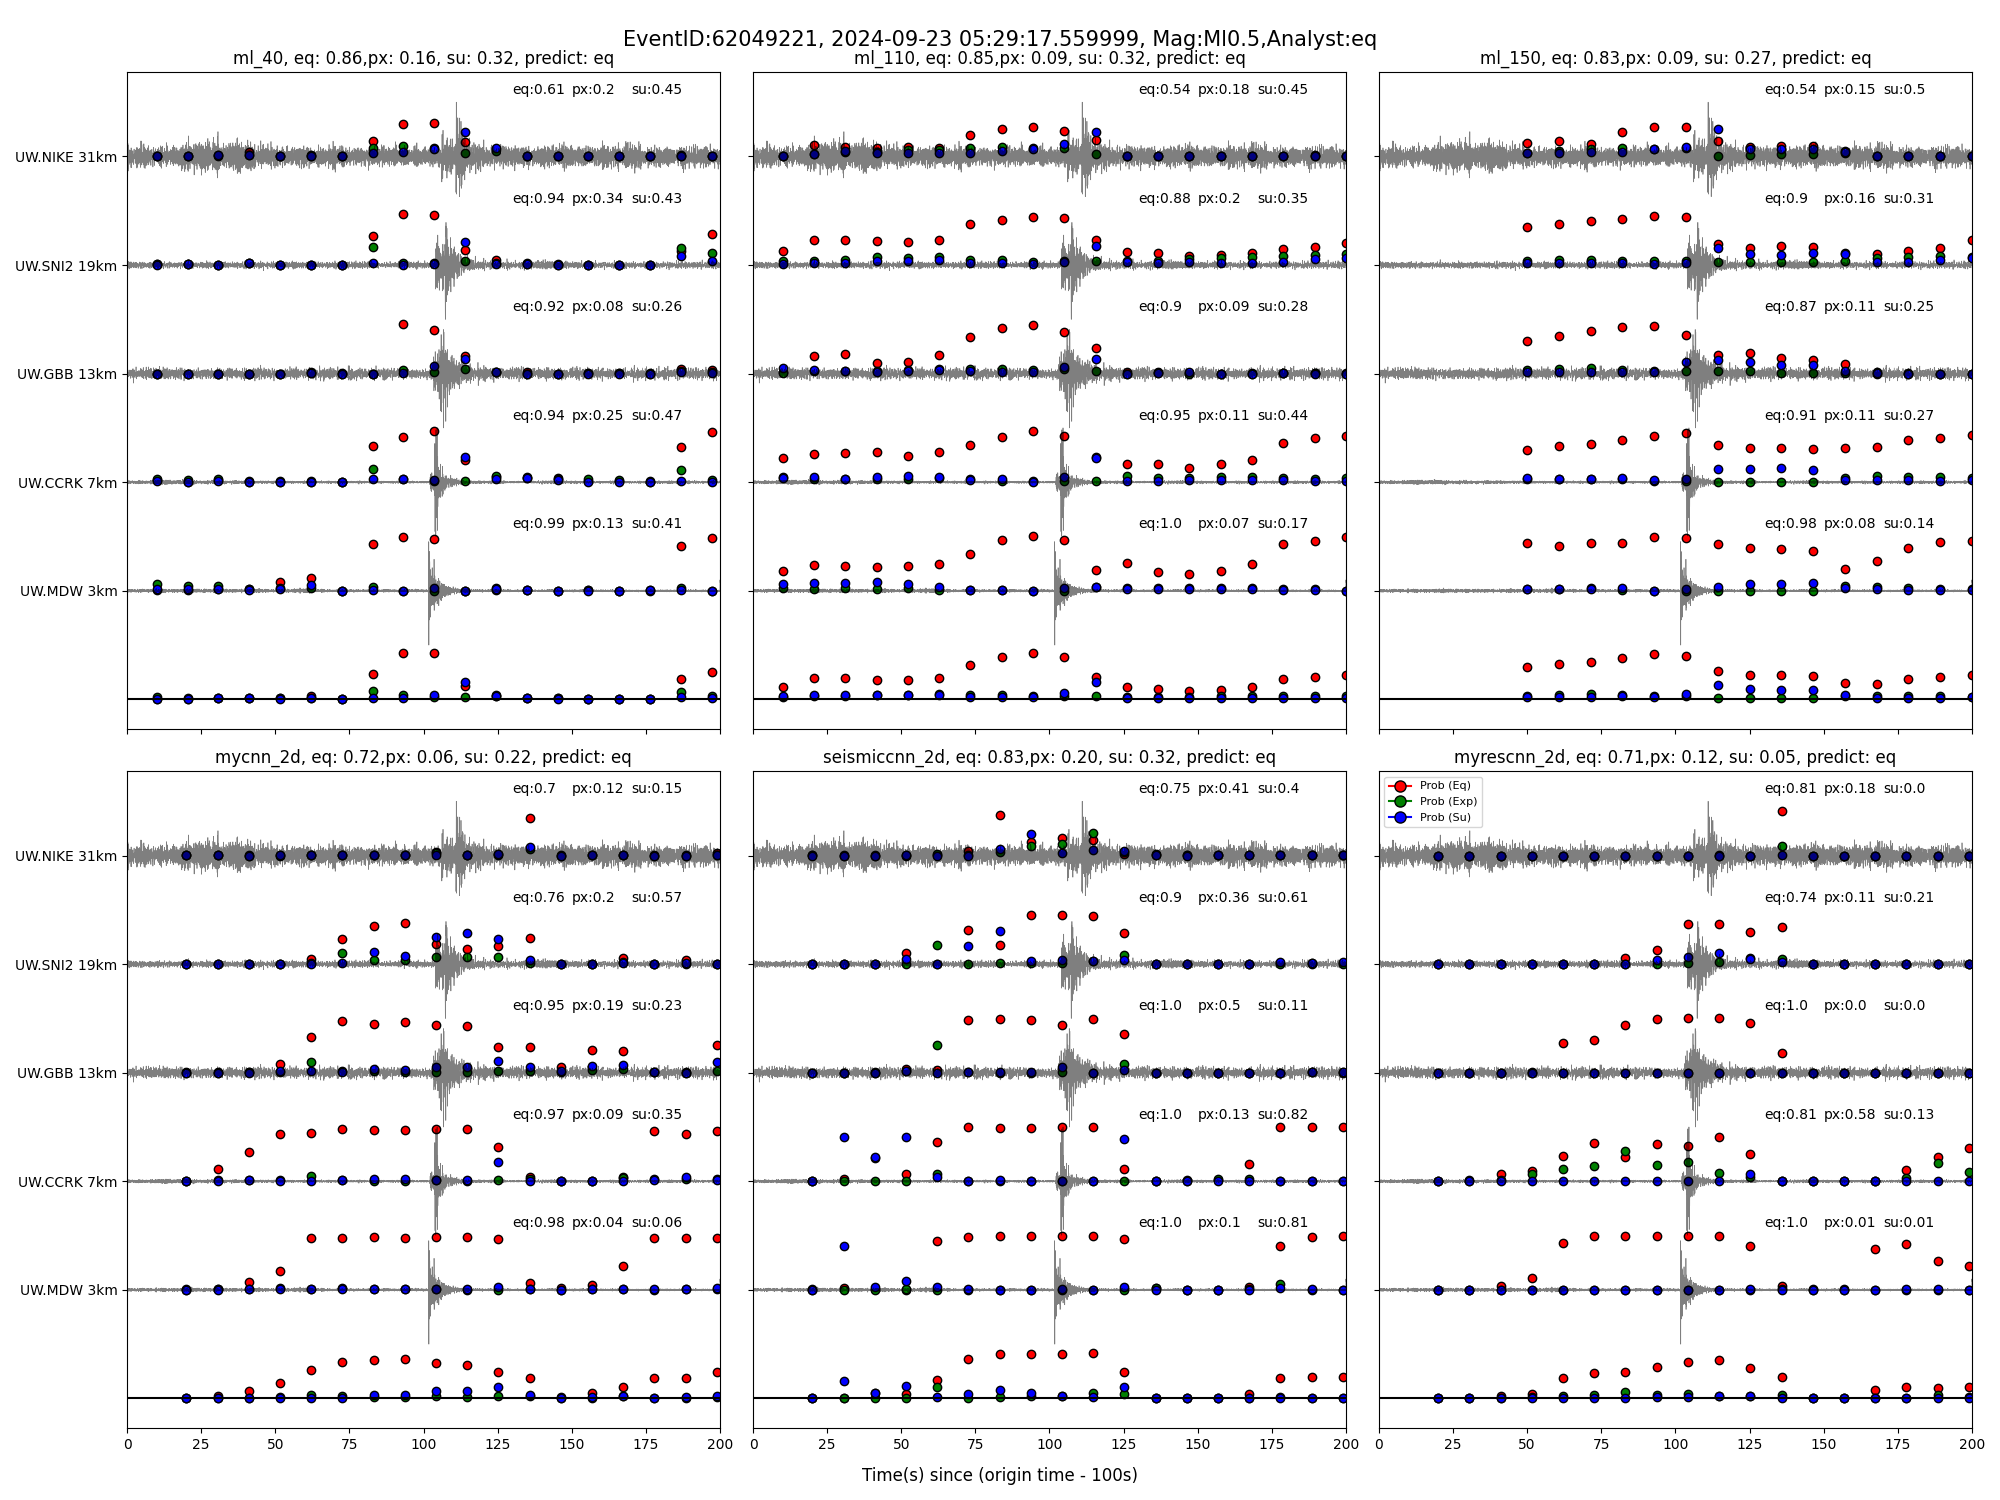 EventID:62049221, 2024-09-23 05:29:17.559999, Mag:Ml0.5,Analyst:eq
ml_40, eq: 0.86,px: 0.16, su: 0.32, predict: eq
eq:0.61 px:0.2 su:0.45
UW.NIKE 31km
eq:0.94 px:0.34 su:0.43
UW.SNI2 19km
eq:0.92 px:0.08 su:0.26
UW.GBB 13km
eq:0.94 px:0.25 su:0.47
UW.CCRK 7km
eq:0.99 px:0.13 su:0.41
UW.MDW 3km
ml_110, eq: 0.85,px: 0.09, su: 0.32, predict: eq
eq:0.54 px:0.18 su:0.45
eq:0.88 px:0.2 su:0.35
eq:0.9 px:0.09 su:0.28
eq:0.95 px:0.11 su:0.44
eq:1.0 px:0.07 su:0.17
ml_150, eq: 0.83,px: 0.09, su: 0.27, predict: eq
eq:0.54 px:0.15 su:0.5
eq:0.9 px:0.16 su:0.31
eq:0.87 px:0.11 su:0.25
eq:0.91 px:0.11 su:0.27
eq:0.98 px:0.08 su:0.14
mycnn_2d, eq: 0.72,px: 0.06, su: 0.22, predict: eq
eq:0.7 px:0.12 su:0.15
UW.NIKE 31km
eq:0.76 px:0.2 su:0.57
UW.SNI2 19km
eq:0.95 px:0.19 su:0.23
UW.GBB 13km
eq:0.97 px:0.09 su:0.35
UW.CCRK 7km
eq:0.98 px:0.04 su:0.06
UW.MDW 3km
0 25 50 75 100 125 150 175 200
seismiccnn_2d, eq: 0.83,px: 0.20, su: 0.32, predict: eq
eq:0.75 px:0.41 su:0.4
eq:0.9 px:0.36 su:0.61
eq:1.0 px:0.5 su:0.11
eq:1.0 px:0.13 su:0.82
eq:1.0 px:0.1 su:0.81
0 25 50 75 100 125 150 175 200
myrescnn_2d, eq: 0.71,px: 0.12, su: 0.05, predict: eq
Prob (Eq)
Prob (Exp)
Prob (Su)
eq:0.81 px:0.18 su:0.0
eq:0.74 px:0.11 su:0.21
eq:1.0 px:0.0 su:0.0
eq:0.81 px:0.58 su:0.13
eq:1.0 px:0.01 su:0.01
0 25 50 75 100 125 150 175 200
Time(s) since (origin time - 100s)